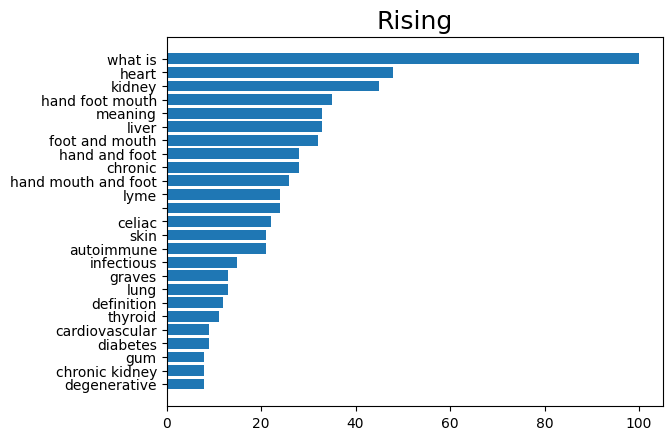 Rising
what is
heart
kidney
hand foot mouth
meaning
liver
foot and mouth
hand and foot
chronic
hand mouth and foot
lyme
celiac
skin
autoimmune
infectious
graves
lung
definition
thyroid
cardiovascular
diabetes
gum
chronic kidney
degenerative
0 20 40 60 80 100